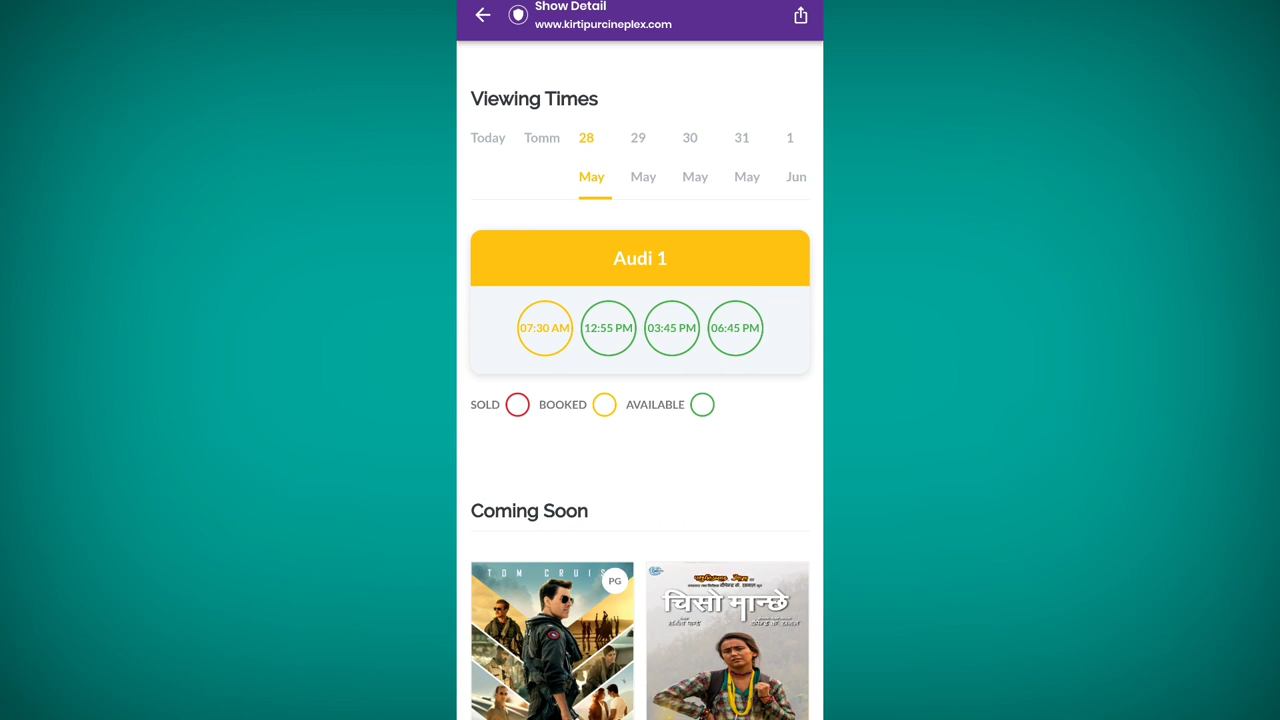 Show Detail
www.kirtipurcineplex.com
Viewing Times
Today Tomm 28 29 30 31 1
May May May May Jun
Audi 1
07:30 AM 12:55 PM 03:45 PM 06:45 PM
SOLD BOOKED AVAILABLE
Coming Soon
TOM CRUIS
PG
चिसो मान्छे